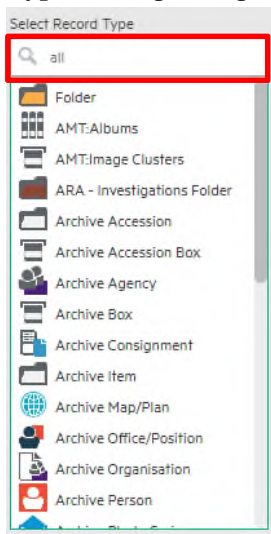 Select Record Type
all
Folder
AMT:Albums
AMT:Image Clusters
ARA - Investigations Folder
Archive Accession
Archive Accession Box
Archive Agency
Archive Box
Archive Consignment
Archive Item
Archive Map/Plan
Archive Office/Position
Archive Organisation
Archive Person